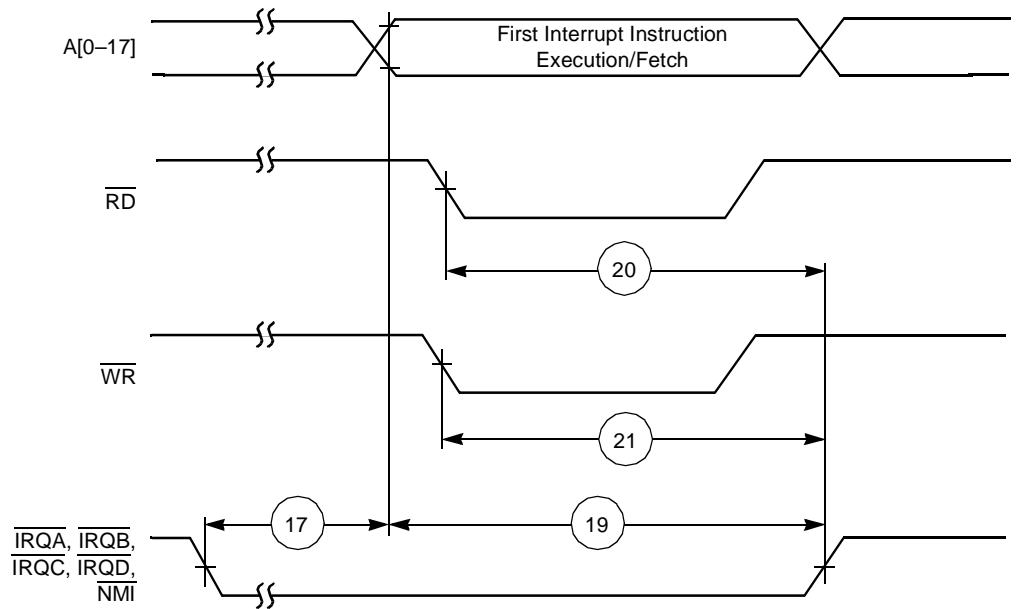 A[0–17]
First Interrupt Instruction
Execution/Fetch
RD
20
WR
21
17
19
IRQA, IRQB,
IRQC, IRQD,
NMI